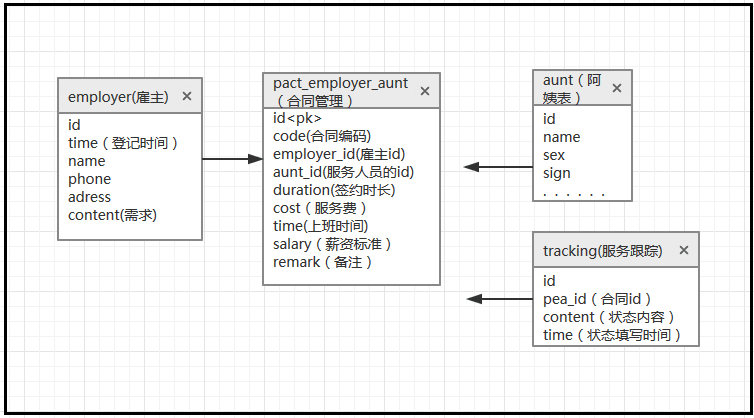 employer(雇主)
id
time（登记时间）
name
phone
adress
content(需求)
pact_employer_aunt
（合同管理）
id<pk>
code(合同编码)
employer_id(雇主id)
aunt_id(服务人员的id)
duration(签约时长)
cost（服务费）
time(上班时间)
salary（薪资标准）
remark（备注）
aunt（阿
姨表）
id
name
sex
sign
. . . . . .
tracking(服务跟踪)
id
pea_id（合同id）
content（状态内容）
time（状态填写时间）